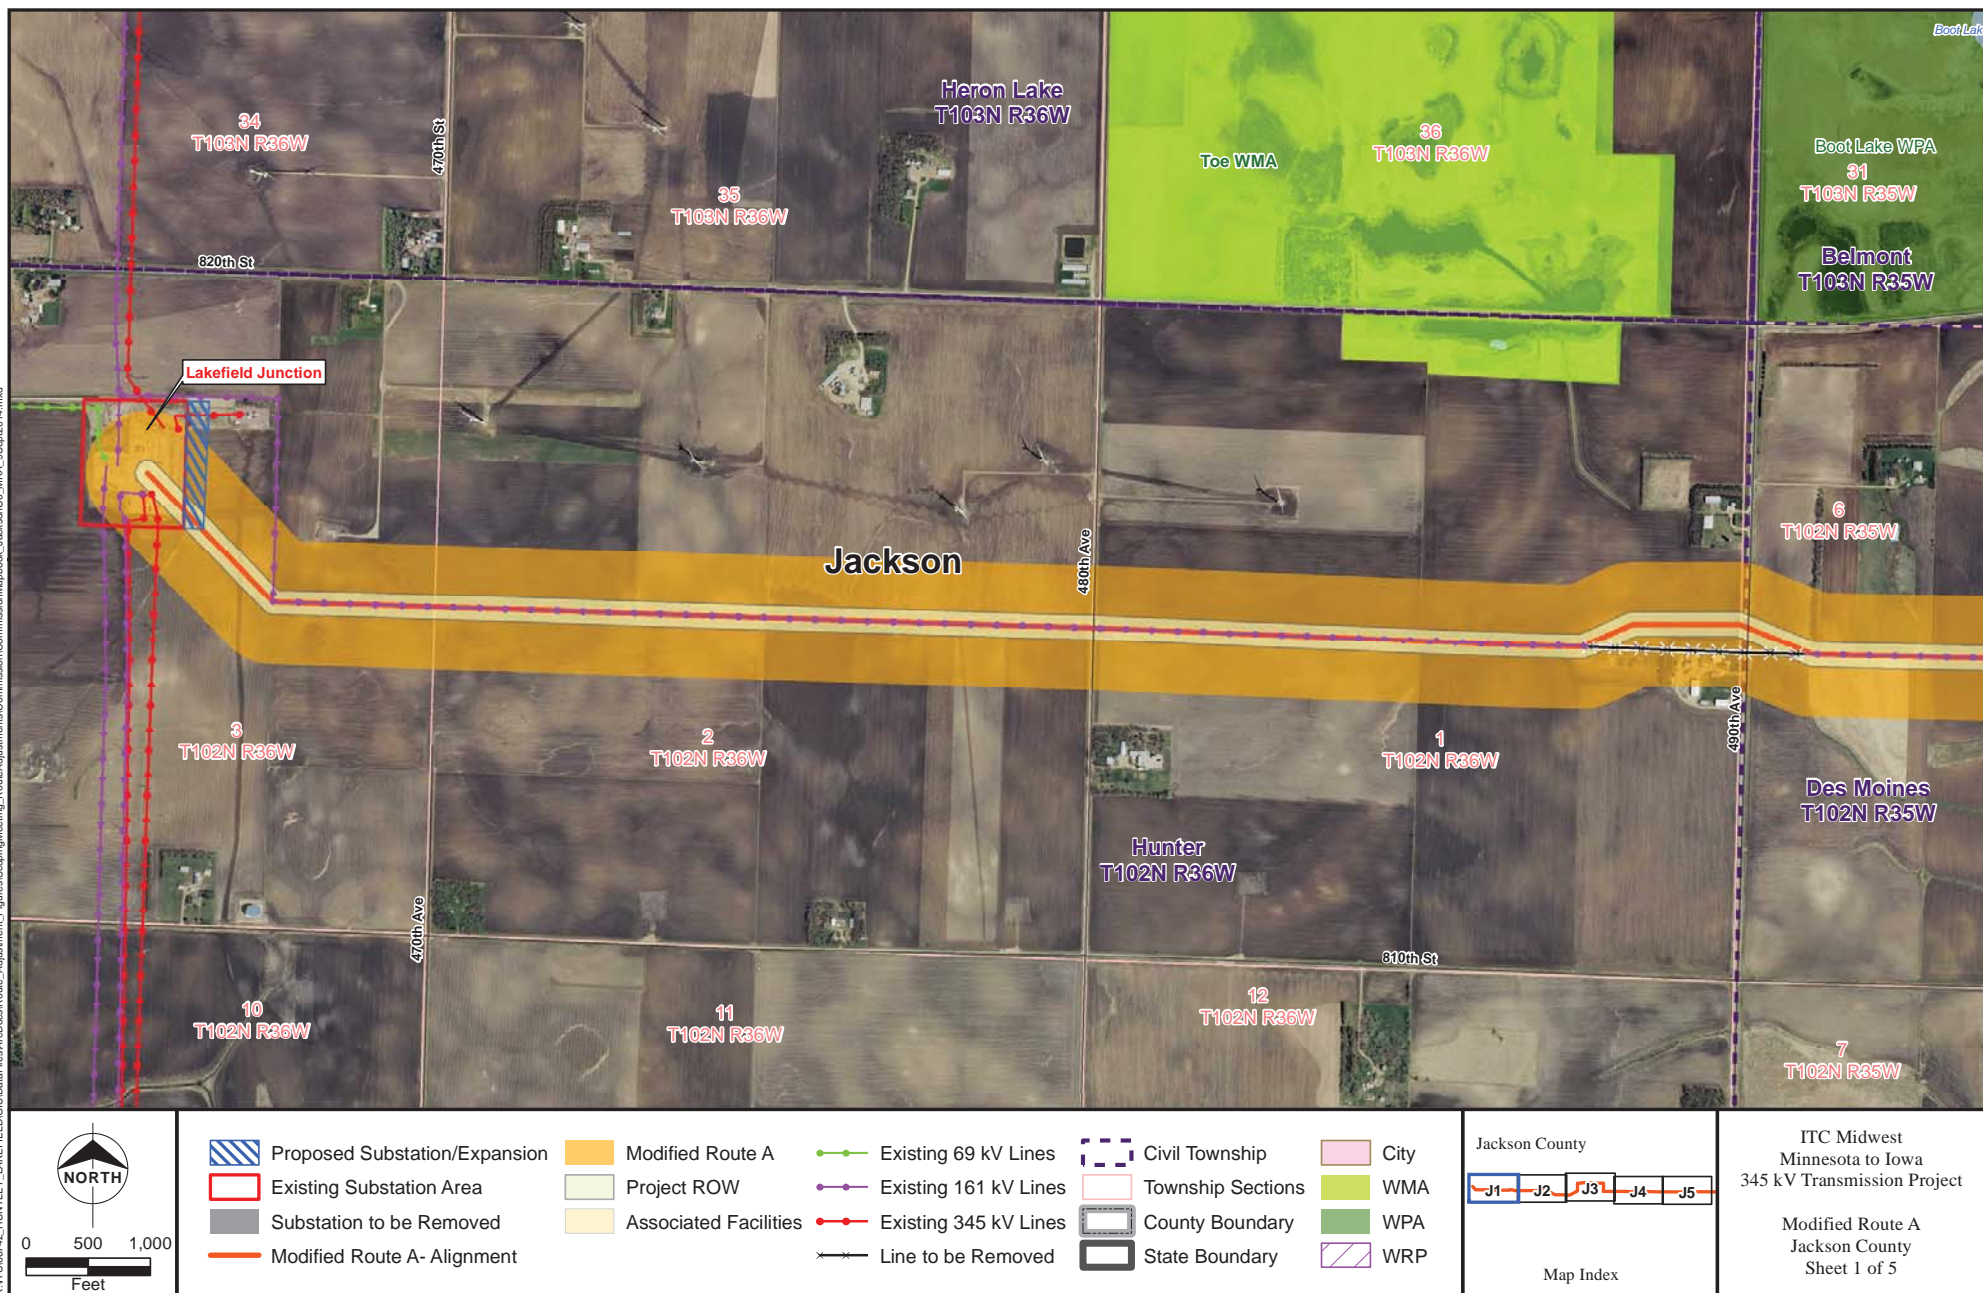 Boot Lak
Heron Lake
T103N R36W
34
T103N R36W
470th St
35
T103N R36W
Toe WMA
36
T103N R36W
Boot Lake WPA
31
T103N R35W
Belmont
T103N R35W
820th St
Lakefield Junction
Jackson
480th Ave
6
T102N R35W
3
T102N R36W
2
T102N R36W
1
T102N R36W
490th Ave
Des Moines
T102N R35W
Hunter
T102N R36W
470th Ave
810th St
10
T102N R36W
11
T102N R36W
12
T102N R36W
7
T102N R35W
NORTH
0 500 1,000
Feet
Proposed Substation/Expansion
Existing Substation Area
Substation to be Removed
Modified Route A- Alignment
Modified Route A
Project ROW
Associated Facilities
Existing 69 kV Lines
Existing 161 kV Lines
Existing 345 kV Lines
Line to be Removed
Civil Township
Township Sections
County Boundary
State Boundary
City
WMA
WPA
WRP
Jackson County
J1 J2 J3 J4 J5
Map Index
ITC Midwest
Minnesota to Iowa
345 kV Transmission Project
Modified Route A
Jackson County
Sheet 1 of 5